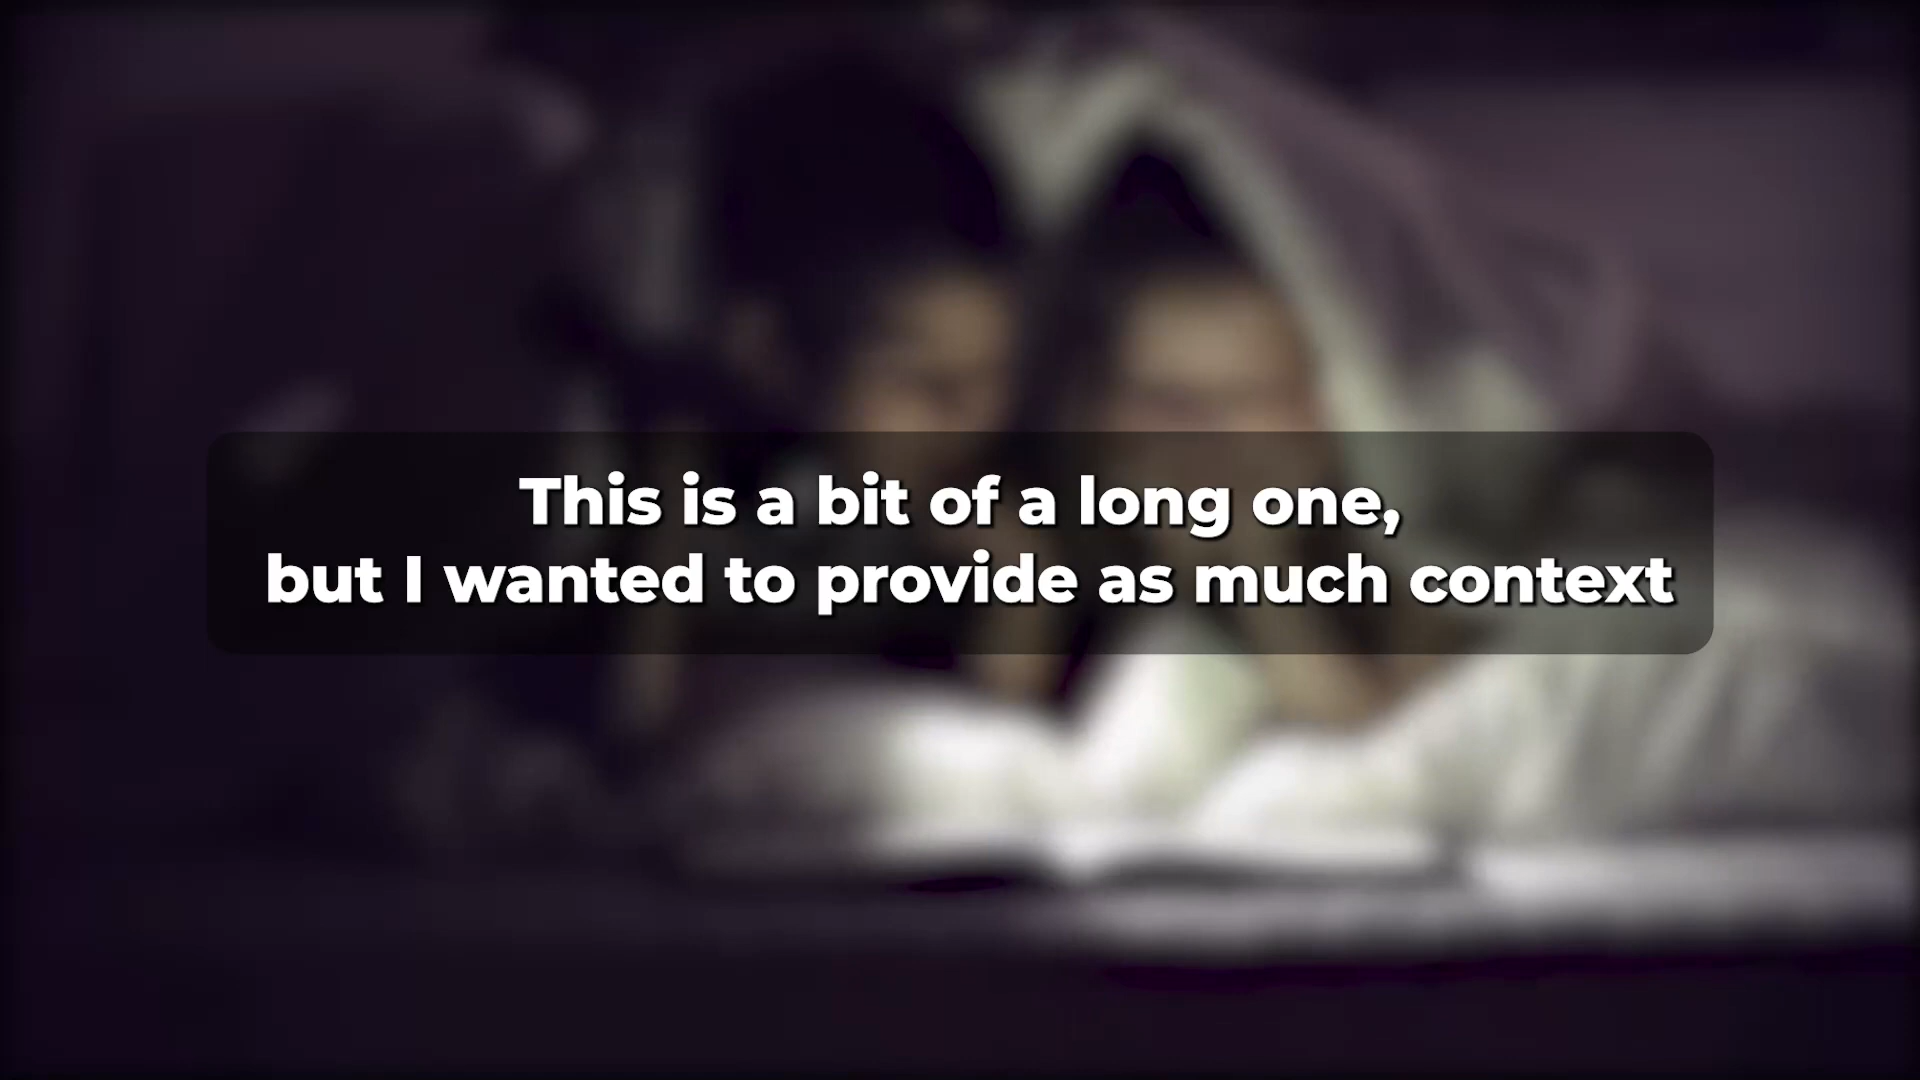 This is a bit of a long one,
but I wanted to provide as much context